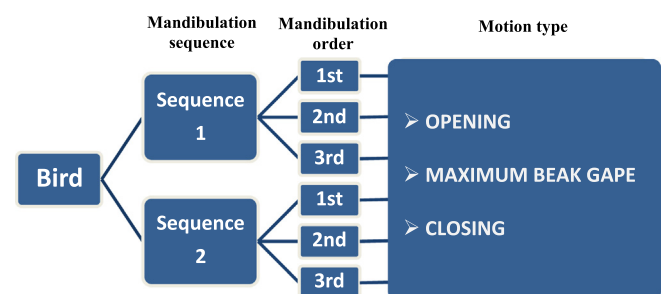 Mandibulation
sequence
Mandibulation
order
Motion type
Bird
Sequence
1
1st
2nd
3rd
Sequence
2
1st
2nd
3rd
➢ OPENING
➢ MAXIMUM BEAK GAPE
➢ CLOSING